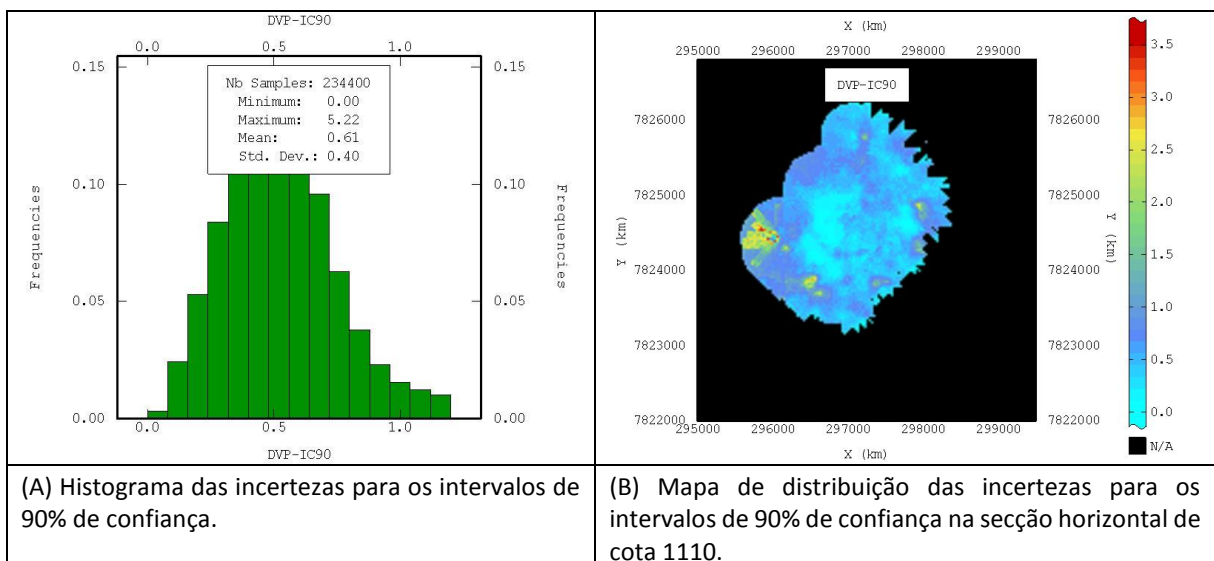 DVP-IC90
0.0 0.5 1.0
0.15 0.15
Nb Samples: 234400
Minimum: 0.00
Maximum: 5.22
Mean: 0.61
Std. Dev.: 0.40
0.10 0.10
Frequencies
Frequencies
0.05 0.05
0.00 0.00
0.0 0.5 1.0
DVP-IC90
(A) Histograma das incertezas para os intervalos de
90% de confiança.
X (km)
295000 296000 297000 298000 299000
DVP-IC90
7826000 7826000
7825000 7825000
Y (km)
Y (km)
7824000 7824000
7823000 7823000
7822000 7822000
295000 296000 297000 298000 299000
X (km)
3.5
3.0
2.5
2.0
1.5
1.0
0.5
0.0
N/A
(B) Mapa de distribuição das incertezas para os
intervalos de 90% de confiança na secção horizontal de
cota 1110.